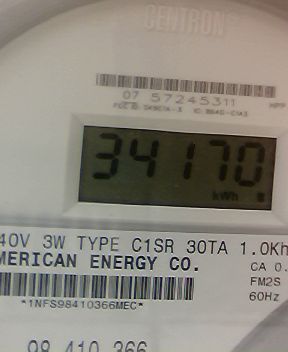 CENTRON®
07 57245311
34170
kWh
40V 3W TYPE C1SR 30TA 1.0Kh
MERICAN ENERGY CO.
CA 0.
FM2S
60Hz
*1NFS98410366MEC*
98 410 366